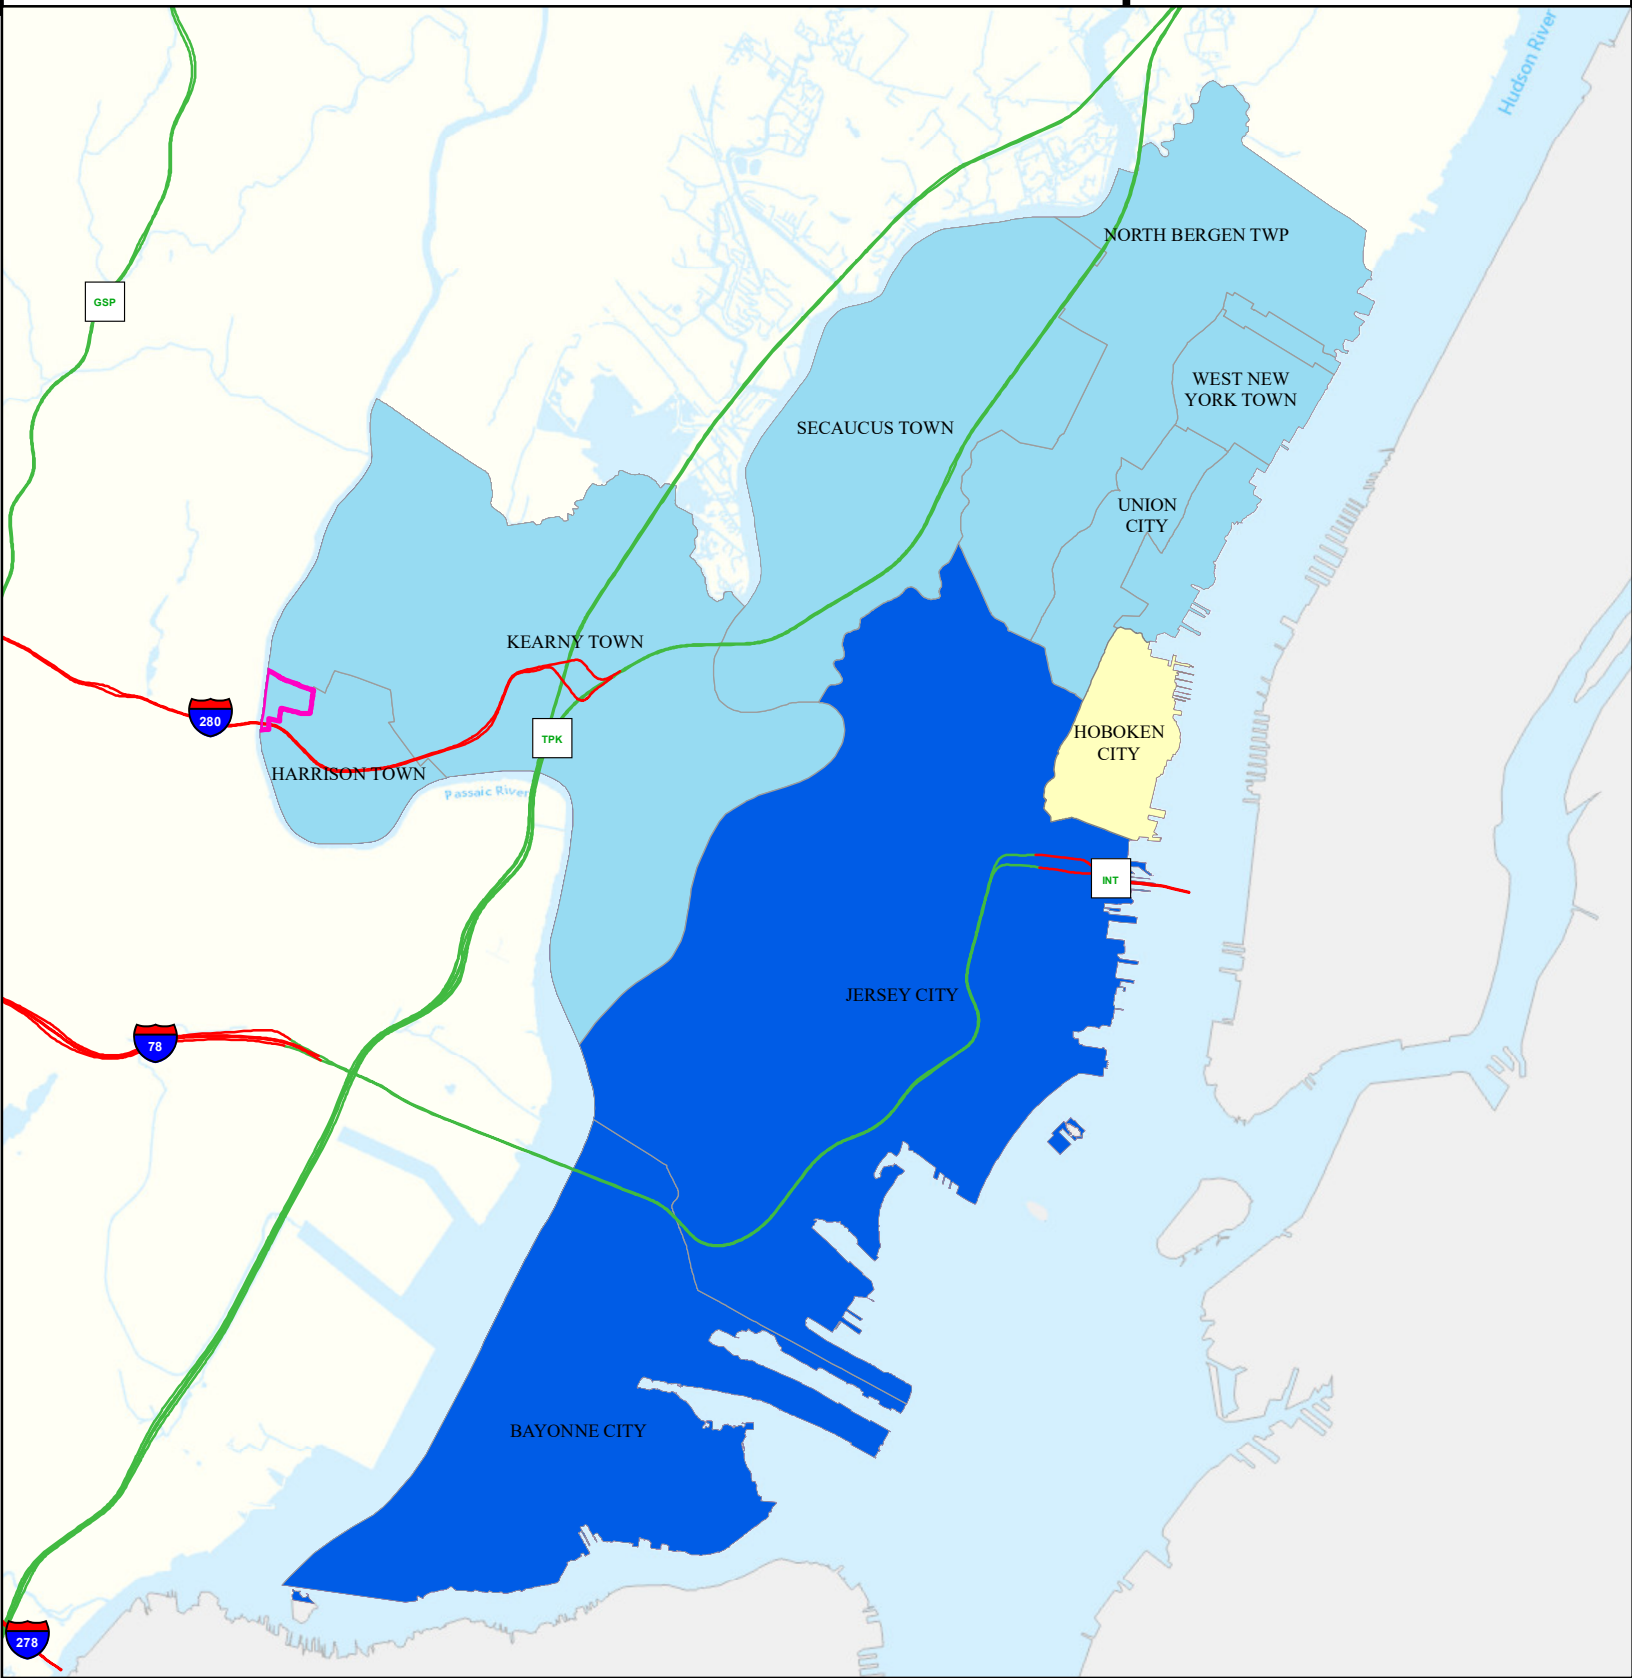 Hudson River
NORTH BERGEN TWP
GSP
WEST NEW
YORK TOWN
SECAUCUS TOWN
UNION
CITY
KEARNY TOWN
280
TPK
HOBOKEN
CITY
HARRISON TOWN
Passaic River
INT
JERSEY CITY
78
BAYONNE CITY
278